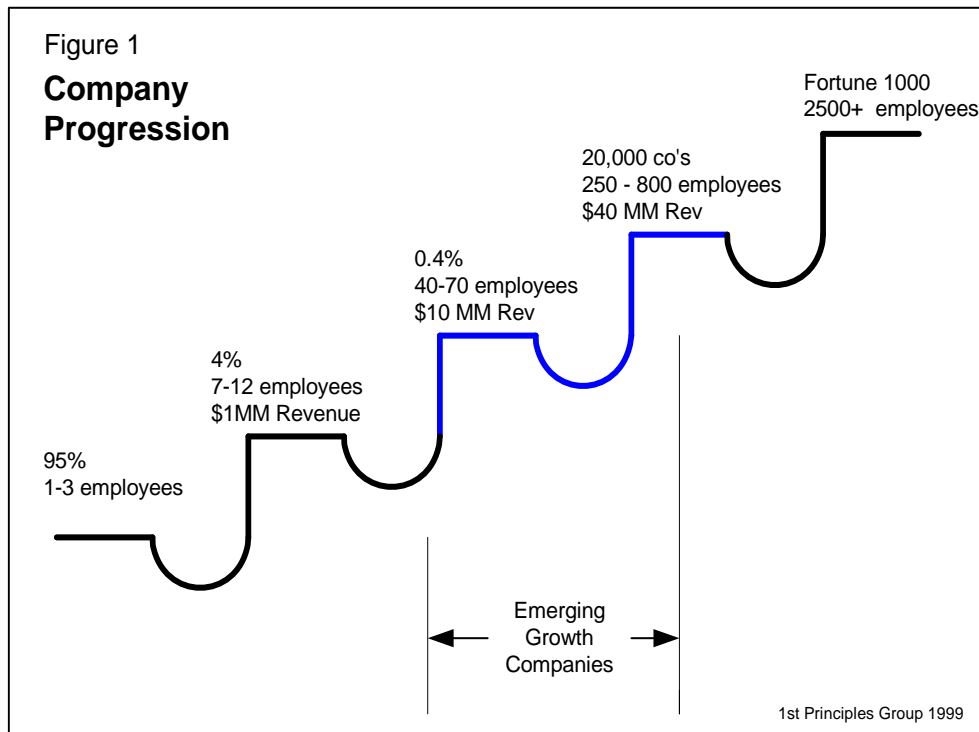 Figure 1
Company
Progression
Fortune 1000
2500+ employees
20,000 co's
250 - 800 employees
$40 MM Rev
0.4%
40-70 employees
$10 MM Rev
4%
7-12 employees
$1MM Revenue
95%
1-3 employees
Emerging
Growth
Companies
1st Principles Group 1999